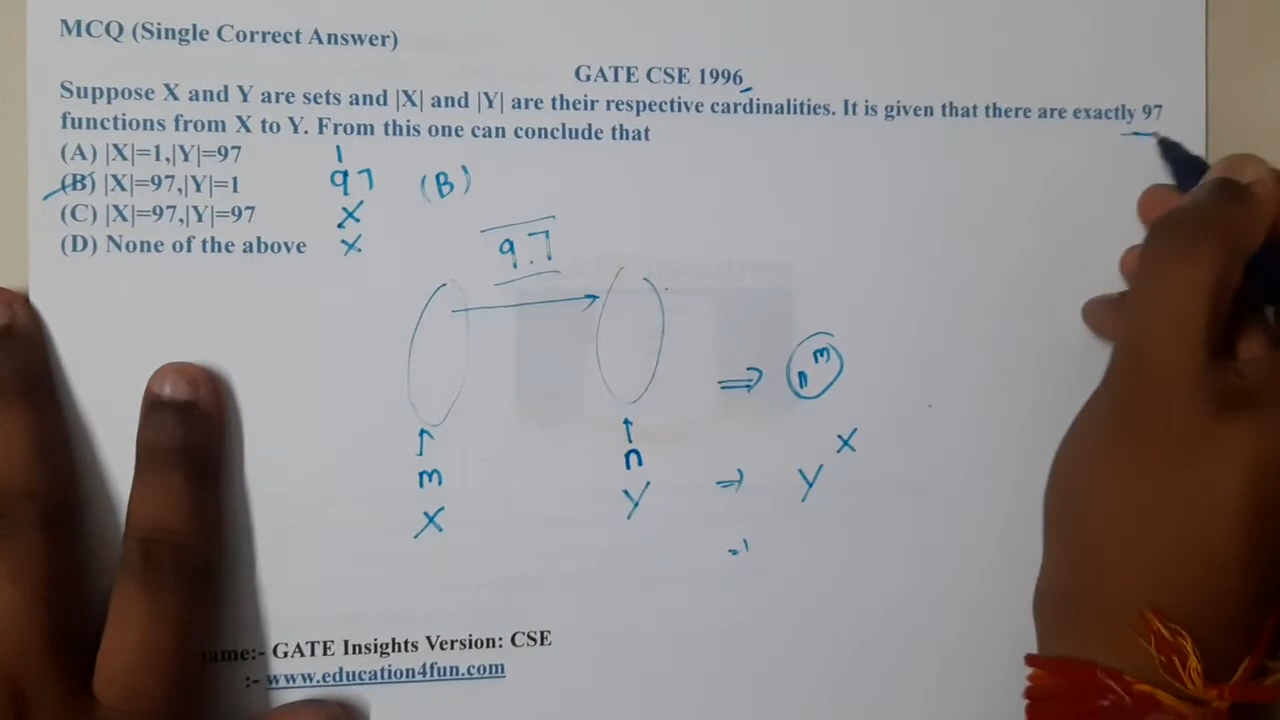 MCQ (Single Correct Answer)
GATE CSE 1996
Suppose X and Y are sets and |X| and |Y| are their respective cardinalities. It is given that there are exactly 97
functions from X to Y. From this one can conclude that
(A) |X|=1,|Y|=97 1
(B) |X|=97,|Y|=1 97 (B)
(C) |X|=97,|Y|=97 X
(D) None of the above X
97
⇒ n^m
m n
X Y ⇒ Y^X
name:- GATE Insights Version: CSE
:- www.education4fun.com